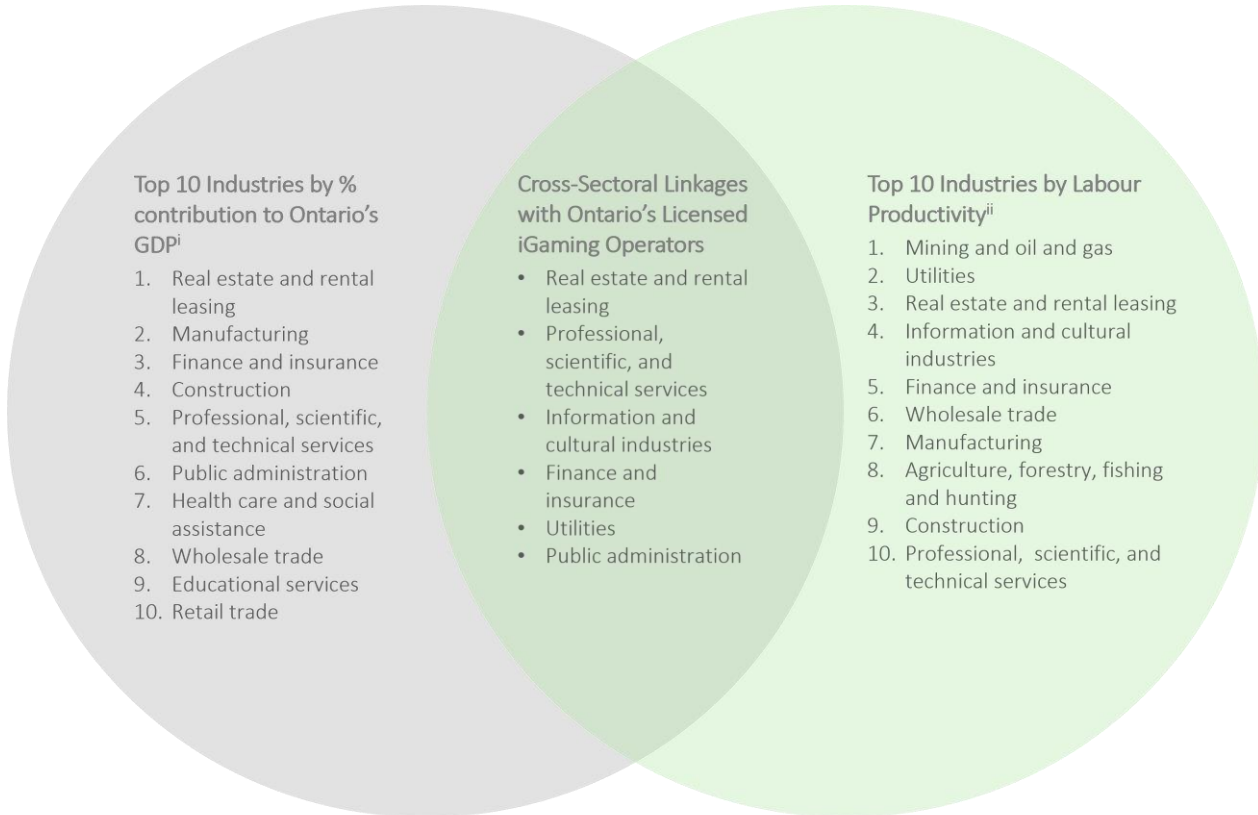 Top 10 Industries by %
contribution to Ontario's
GDPⁱ
1. Real estate and rental
leasing
2. Manufacturing
3. Finance and insurance
4. Construction
5. Professional, scientific,
and technical services
6. Public administration
7. Health care and social
assistance
8. Wholesale trade
9. Educational services
10. Retail trade
Cross-Sectoral Linkages
with Ontario's Licensed
iGaming Operators
• Real estate and rental
leasing
• Professional,
scientific, and
technical services
• Information and
cultural industries
• Finance and
insurance
• Utilities
• Public administration
Top 10 Industries by Labour
Productivityⁱⁱ
1. Mining and oil and gas
2. Utilities
3. Real estate and rental leasing
4. Information and cultural
industries
5. Finance and insurance
6. Wholesale trade
7. Manufacturing
8. Agriculture, forestry, fishing
and hunting
9. Construction
10. Professional, scientific, and
technical services